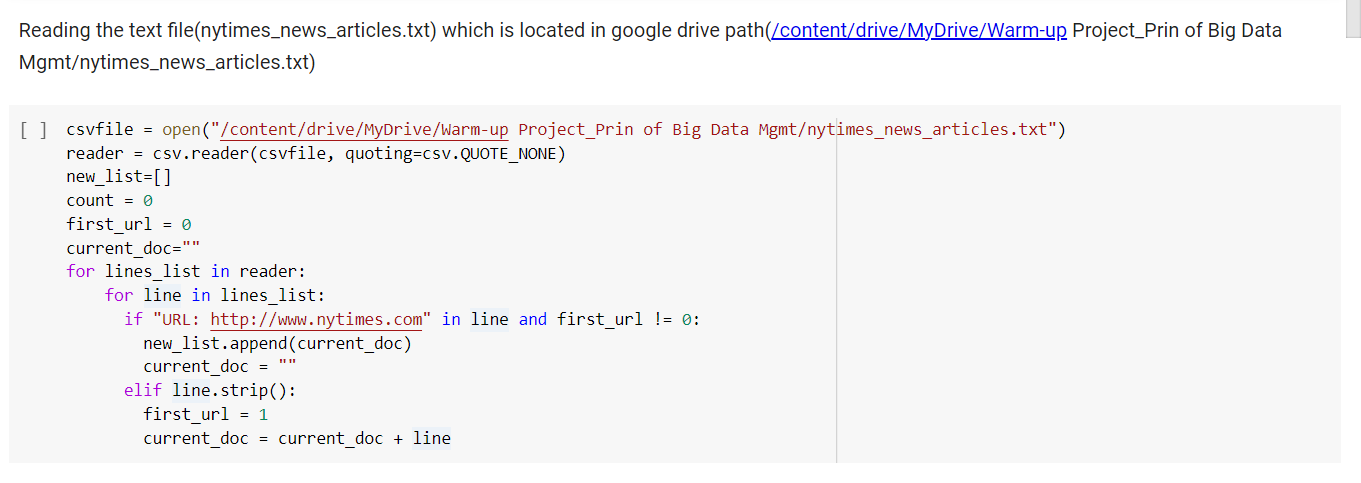 Reading the text file(nytimes_news_articles.txt) which is located in google drive path(/content/drive/MyDrive/Warm-up Project_Prin of Big Data
Mgmt/nytimes_news_articles.txt)
[ ] csvfile = open("/content/drive/MyDrive/Warm-up Project_Prin of Big Data Mgmt/nytimes_news_articles.txt")
reader = csv.reader(csvfile, quoting=csv.QUOTE_NONE)
new_list=[]
count = 0
first_url = 0
current_doc=""
for lines_list in reader:
    for line in lines_list:
      if "URL: http://www.nytimes.com" in line and first_url != 0:
        new_list.append(current_doc)
        current_doc = ""
      elif line.strip():
        first_url = 1
        current_doc = current_doc + line